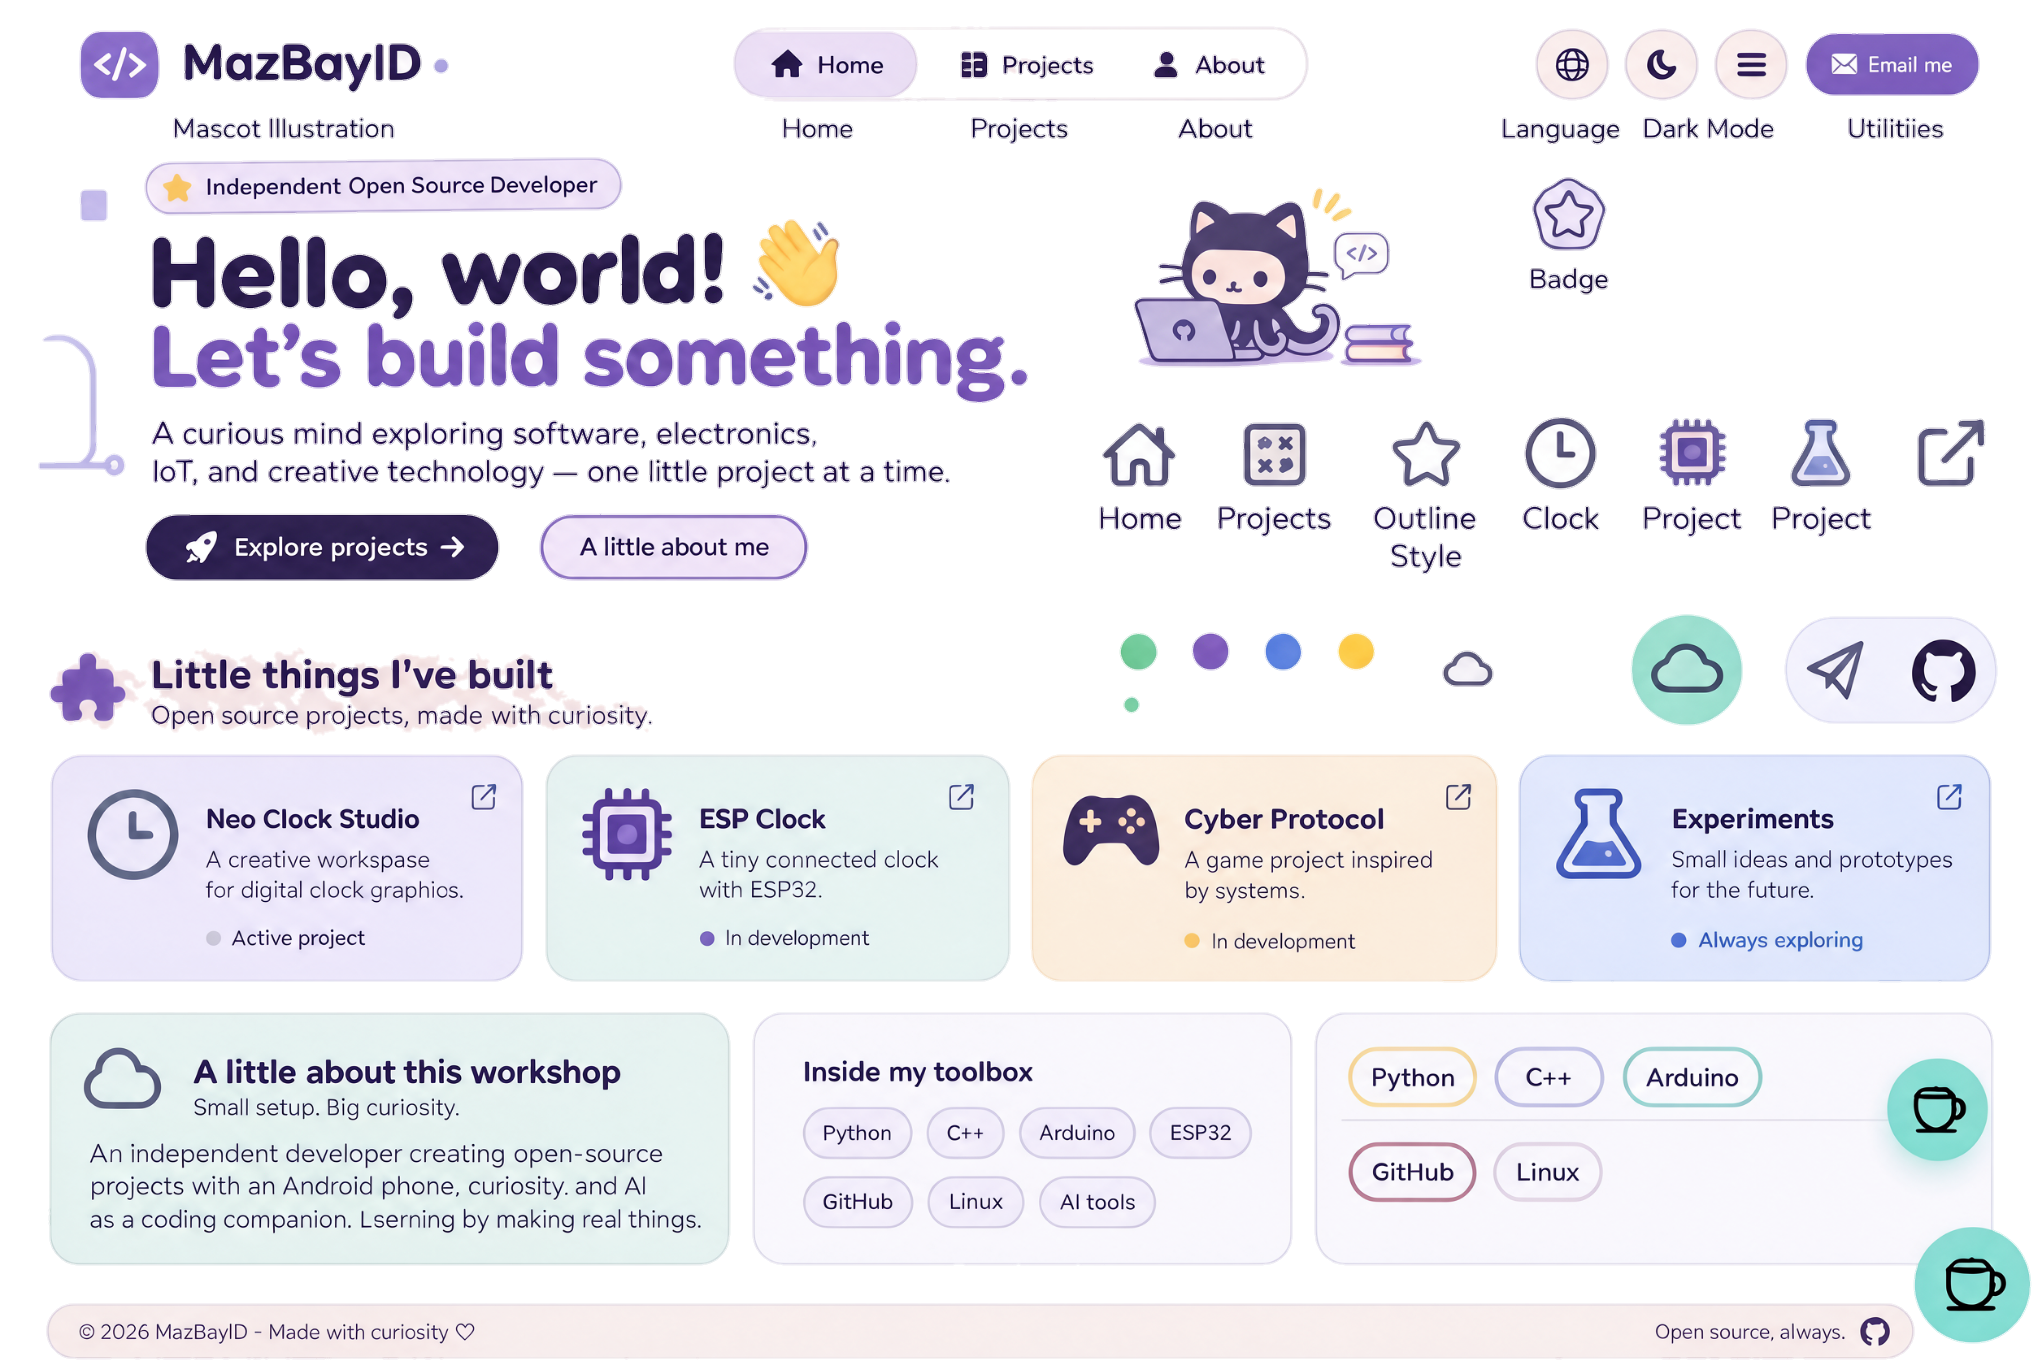 </> MazBayID
Home Projects About
Email me
Mascot Illustration
Home Projects About
Language Dark Mode Utilitiies
Independent Open Source Developer
Hello, world!
Let's build something.
</>
Badge
A curious mind exploring software, electronics,
IoT, and creative technology — one little project at a time.
Explore projects →
A little about me
Home Projects Outline Style Clock Project Project
Little things I've built
Open source projects, made with curiosity.
Neo Clock Studio
A creative workspase
for digital clock graphios.
Active project
ESP Clock
A tiny connected clock
with ESP32.
In development
Cyber Protocol
A game project inspired
by systems.
In development
Experiments
Small ideas and prototypes
for the future.
Always exploring
A little about this workshop
Small setup. Big curiosity.
An independent developer creating open-source
projects with an Android phone, curiosity. and AI
as a coding companion. Lserning by making real things.
Inside my toolbox
Python C++ Arduino ESP32
GitHub Linux AI tools
Python C++ Arduino
GitHub Linux
© 2026 MazBayID - Made with curiosity ♡
Open source, always.